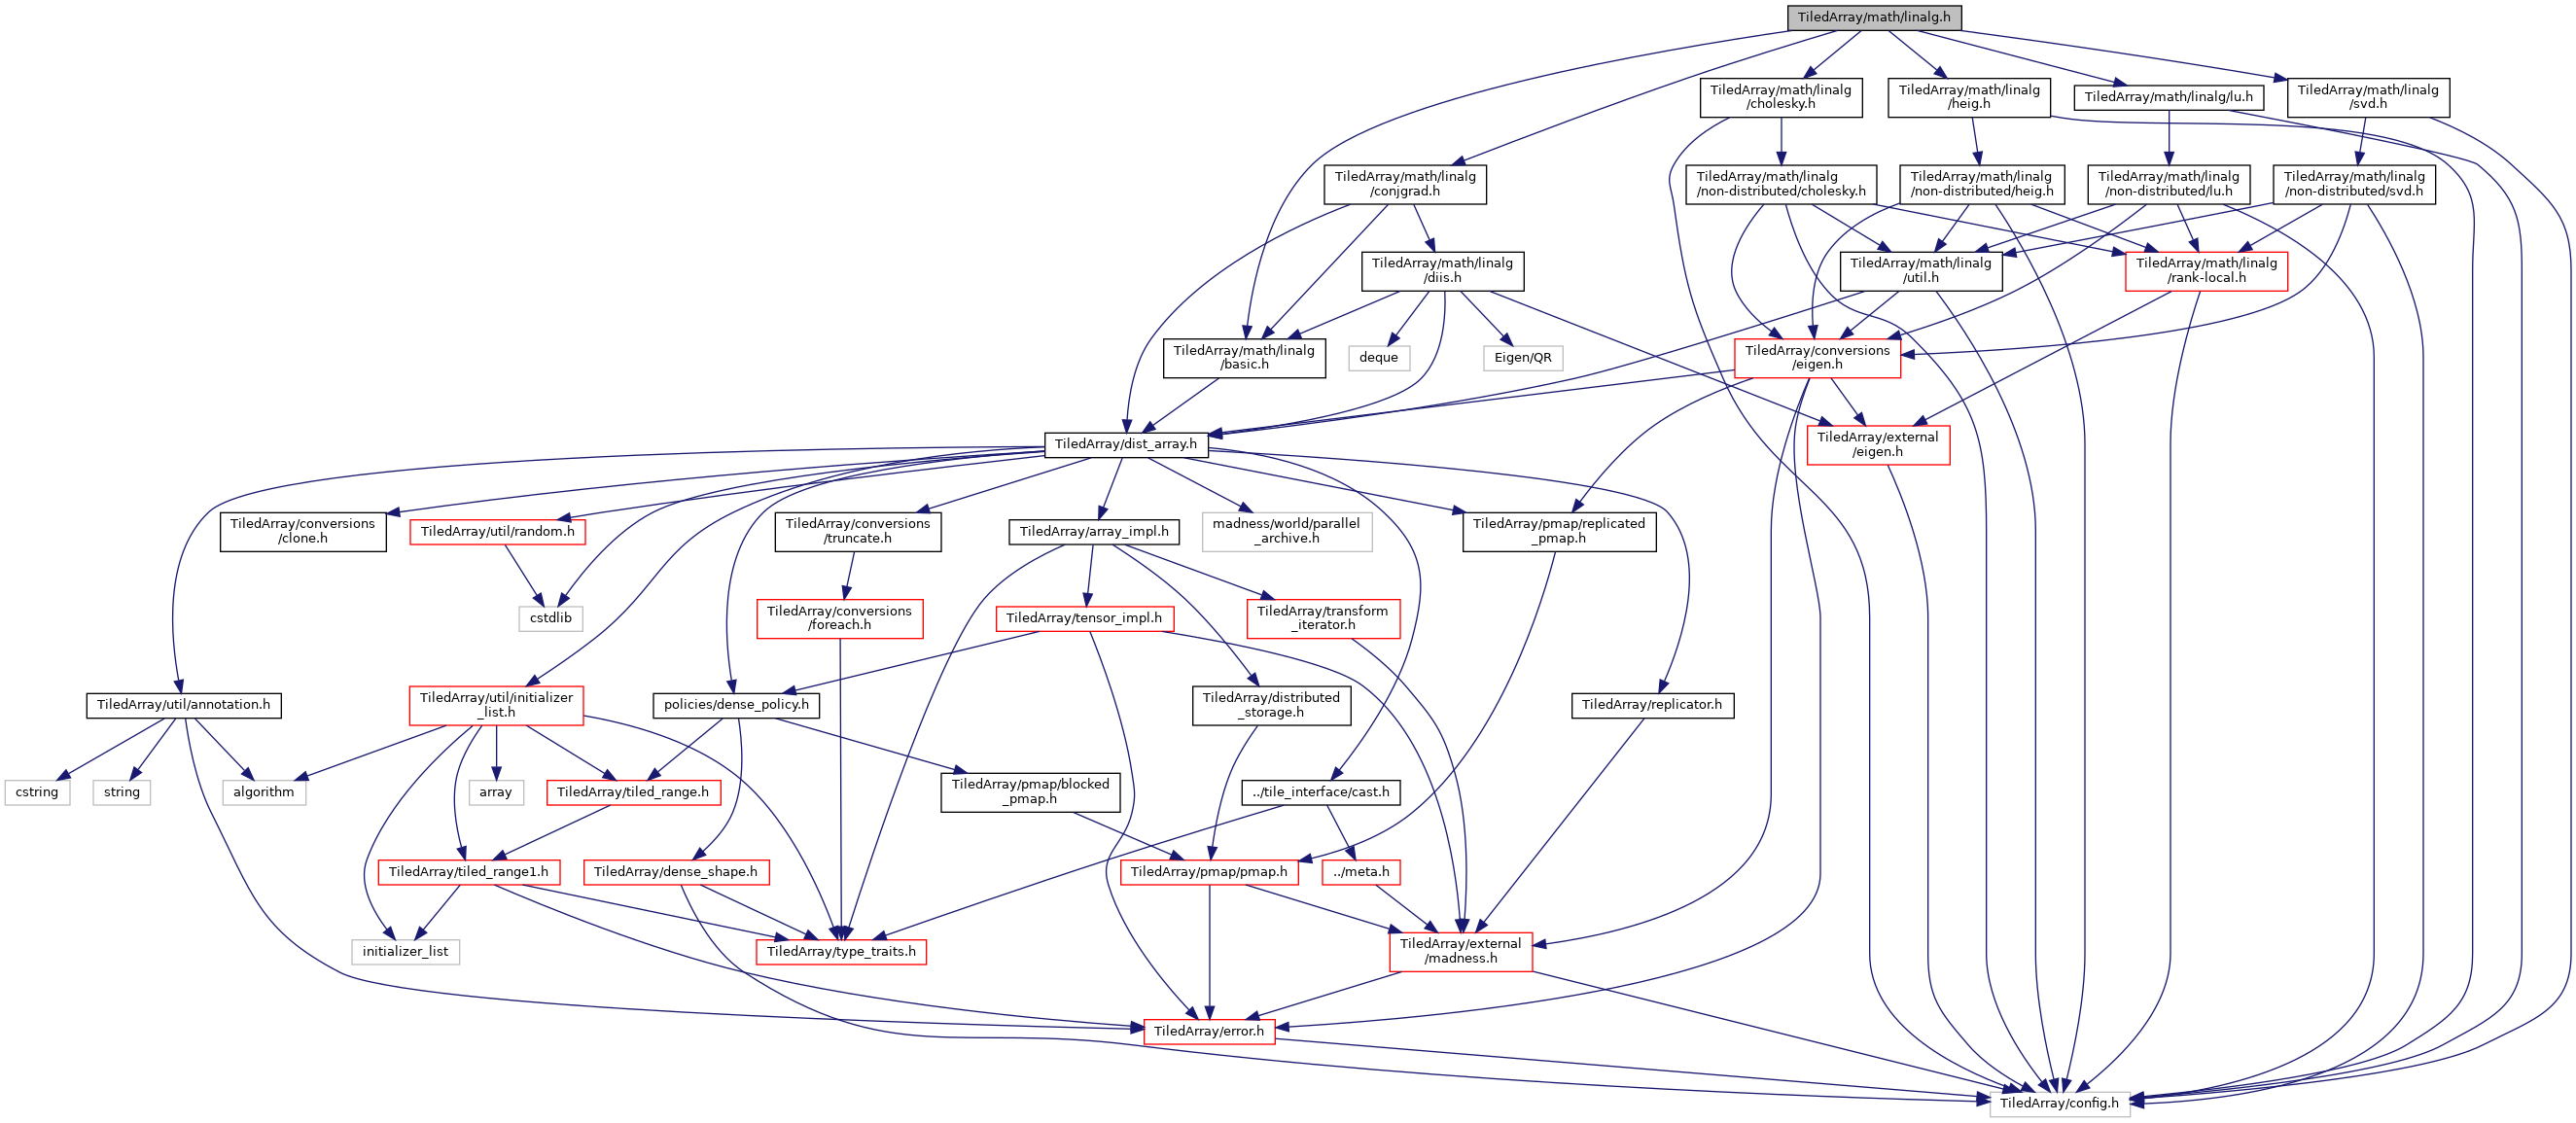 TiledArray/math/linalg.h
TiledArray/math/linalg
/cholesky.h
TiledArray/math/linalg
/heig.h
TiledArray/math/linalg/lu.h
TiledArray/math/linalg
/svd.h
TiledArray/math/linalg
/conjgrad.h
TiledArray/math/linalg
/non-distributed/cholesky.h
TiledArray/math/linalg
/non-distributed/heig.h
TiledArray/math/linalg
/non-distributed/lu.h
TiledArray/math/linalg
/non-distributed/svd.h
TiledArray/math/linalg
/diis.h
TiledArray/math/linalg
/util.h
TiledArray/math/linalg
/rank-local.h
TiledArray/math/linalg
/basic.h
deque
Eigen/QR
TiledArray/conversions
/eigen.h
TiledArray/dist_array.h
TiledArray/external
/eigen.h
TiledArray/conversions
/clone.h
TiledArray/util/random.h
TiledArray/conversions
/truncate.h
TiledArray/array_impl.h
madness/world/parallel
_archive.h
TiledArray/pmap/replicated
_pmap.h
cstdlib
TiledArray/conversions
/foreach.h
TiledArray/tensor_impl.h
TiledArray/transform
_iterator.h
TiledArray/util/annotation.h
TiledArray/util/initializer
_list.h
policies/dense_policy.h
TiledArray/distributed
_storage.h
TiledArray/replicator.h
cstring
string
algorithm
array
TiledArray/tiled_range.h
TiledArray/pmap/blocked
_pmap.h
../tile_interface/cast.h
TiledArray/tiled_range1.h
TiledArray/dense_shape.h
TiledArray/pmap/pmap.h
../meta.h
initializer_list
TiledArray/type_traits.h
TiledArray/external
/madness.h
TiledArray/error.h
TiledArray/config.h